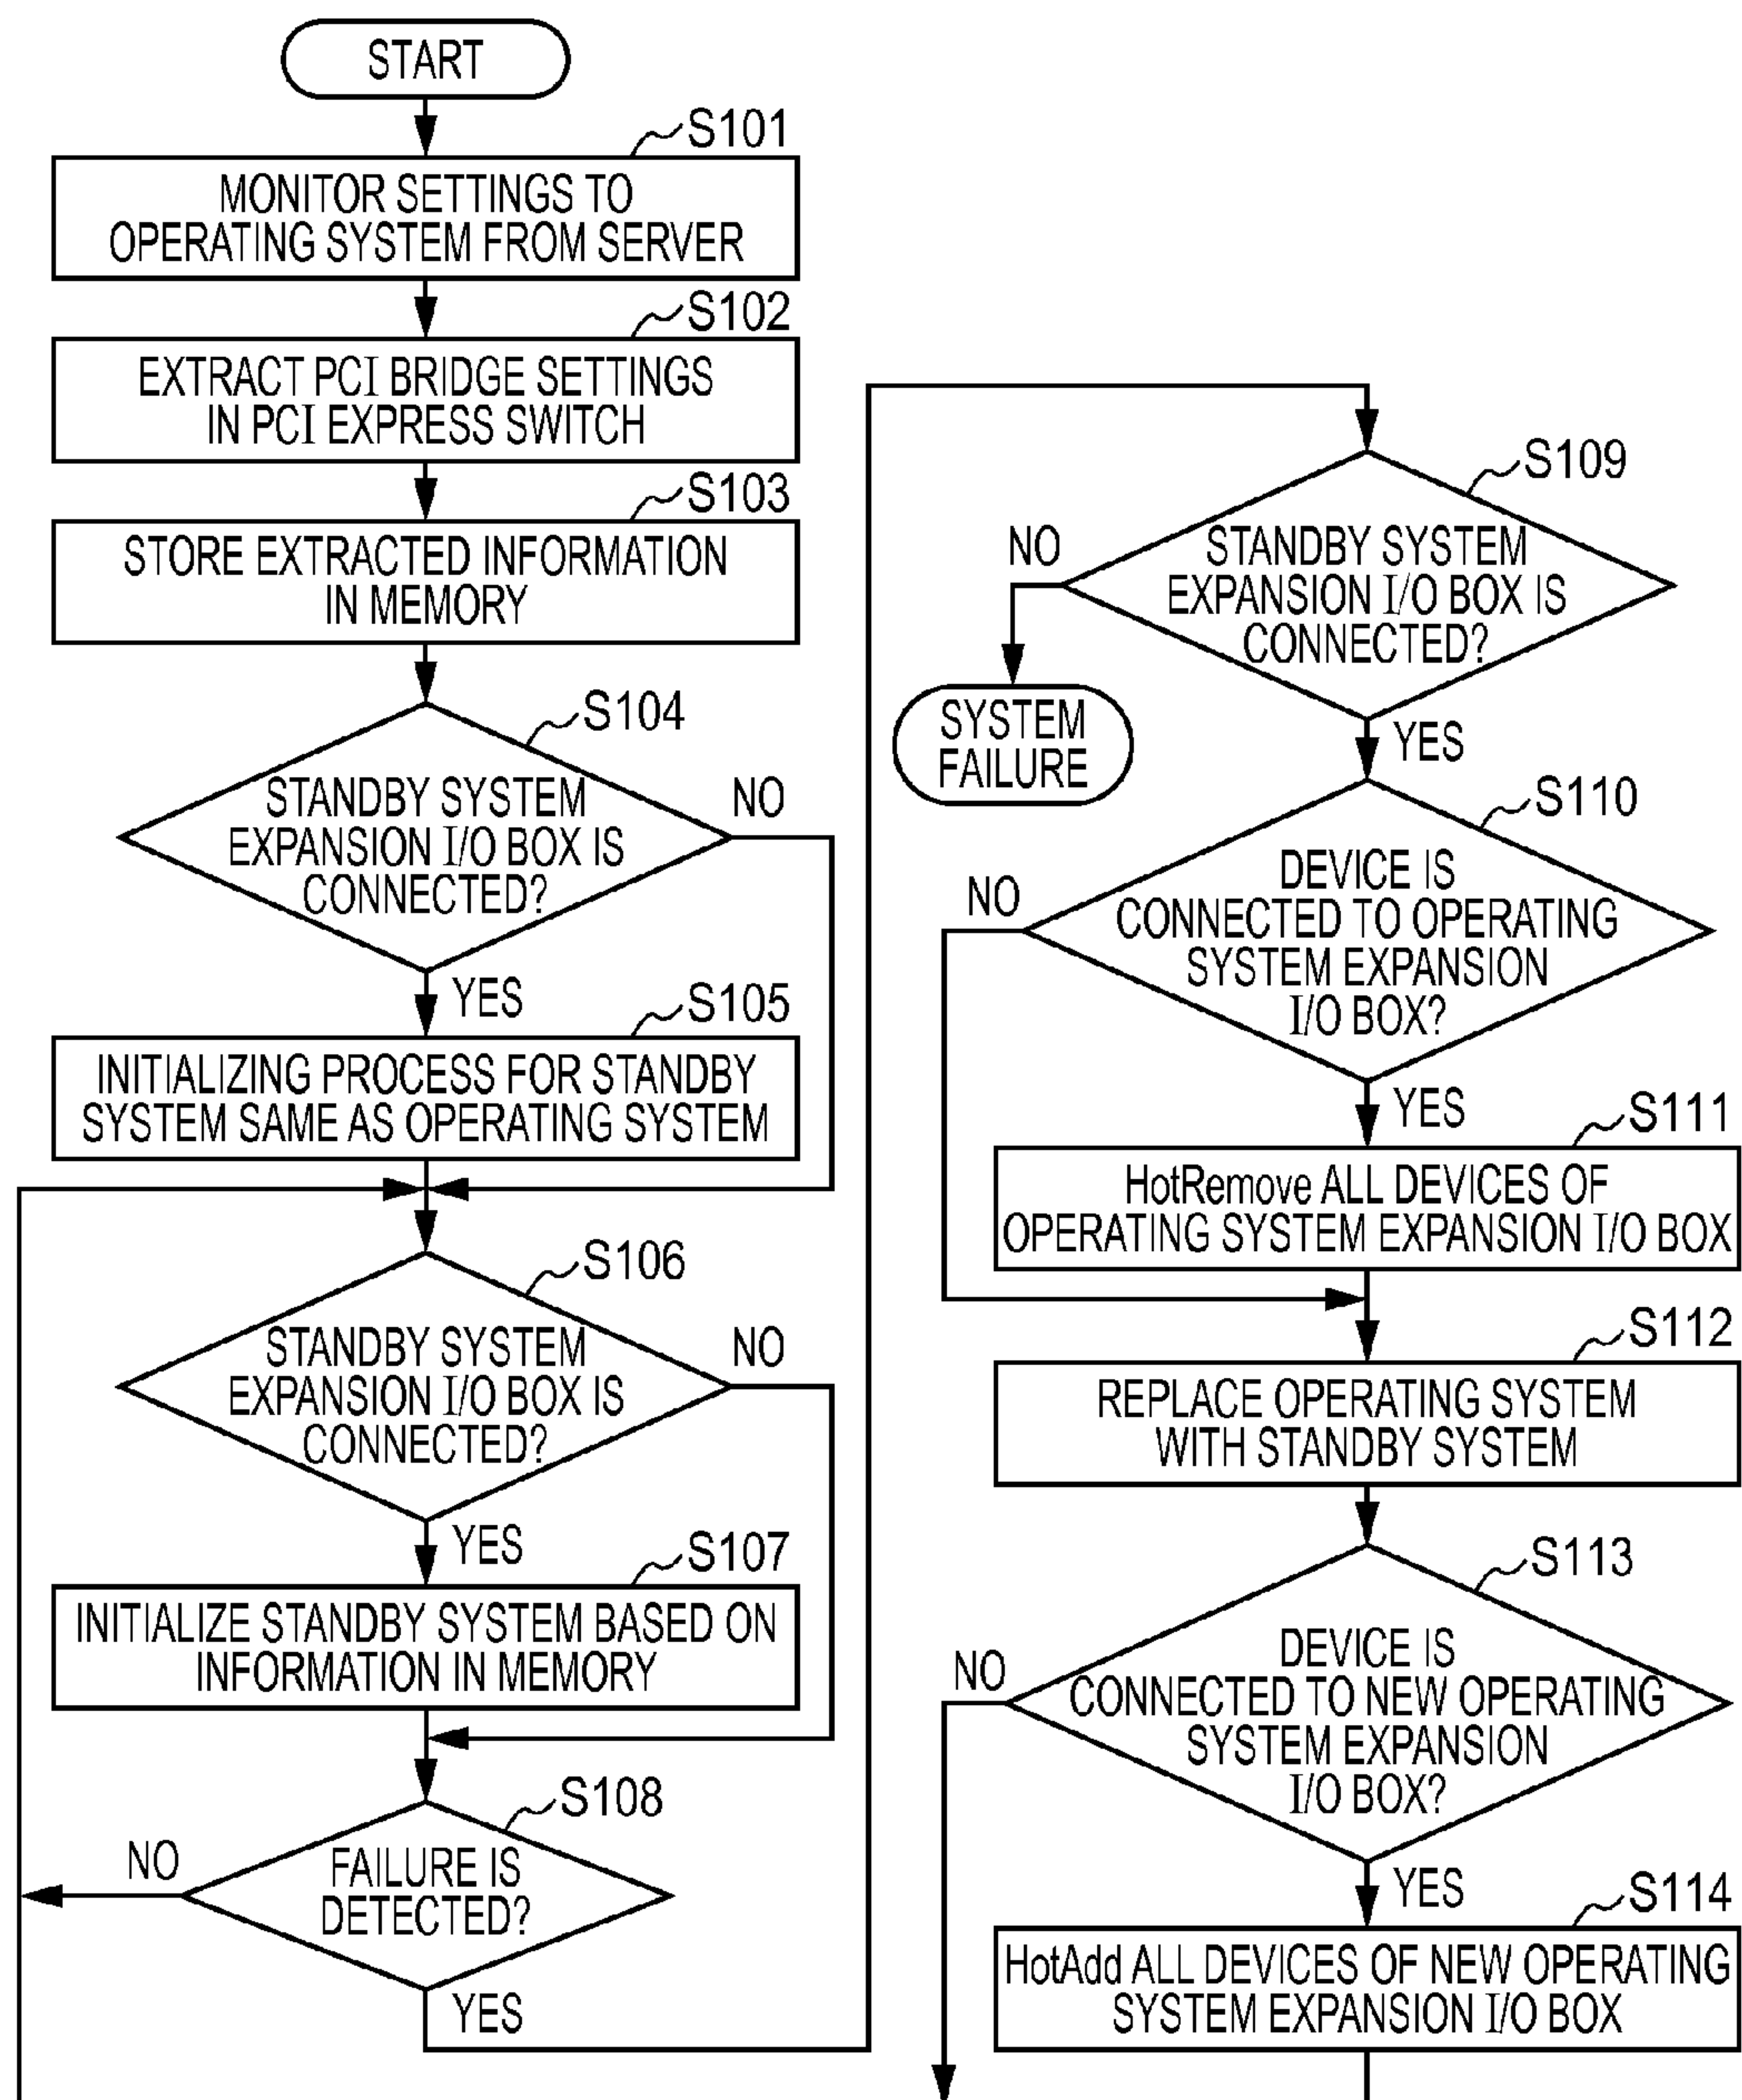 START
S101
MONITOR SETTINGS TO
OPERATING SYSTEM FROM SERVER
S102
EXTRACT PCI BRIDGE SETTINGS
IN PCI EXPRESS SWITCH
S103
STORE EXTRACTED INFORMATION
IN MEMORY
S104
STANDBY SYSTEM
EXPANSION I/O BOX IS
CONNECTED?
NO
YES
S105
INITIALIZING PROCESS FOR STANDBY
SYSTEM SAME AS OPERATING SYSTEM
S106
STANDBY SYSTEM
EXPANSION I/O BOX IS
CONNECTED?
NO
YES
S107
INITIALIZE STANDBY SYSTEM BASED ON
INFORMATION IN MEMORY
S108
FAILURE IS
DETECTED?
NO
YES
S109
STANDBY SYSTEM
EXPANSION I/O BOX IS
CONNECTED?
NO
SYSTEM
FAILURE
YES
S110
DEVICE IS
CONNECTED TO OPERATING
SYSTEM EXPANSION
I/O BOX?
NO
YES
S111
HotRemove ALL DEVICES OF
OPERATING SYSTEM EXPANSION I/O BOX
S112
REPLACE OPERATING SYSTEM
WITH STANDBY SYSTEM
S113
DEVICE IS
CONNECTED TO NEW OPERATING
SYSTEM EXPANSION
I/O BOX?
NO
YES
S114
HotAdd ALL DEVICES OF NEW OPERATING
SYSTEM EXPANSION I/O BOX